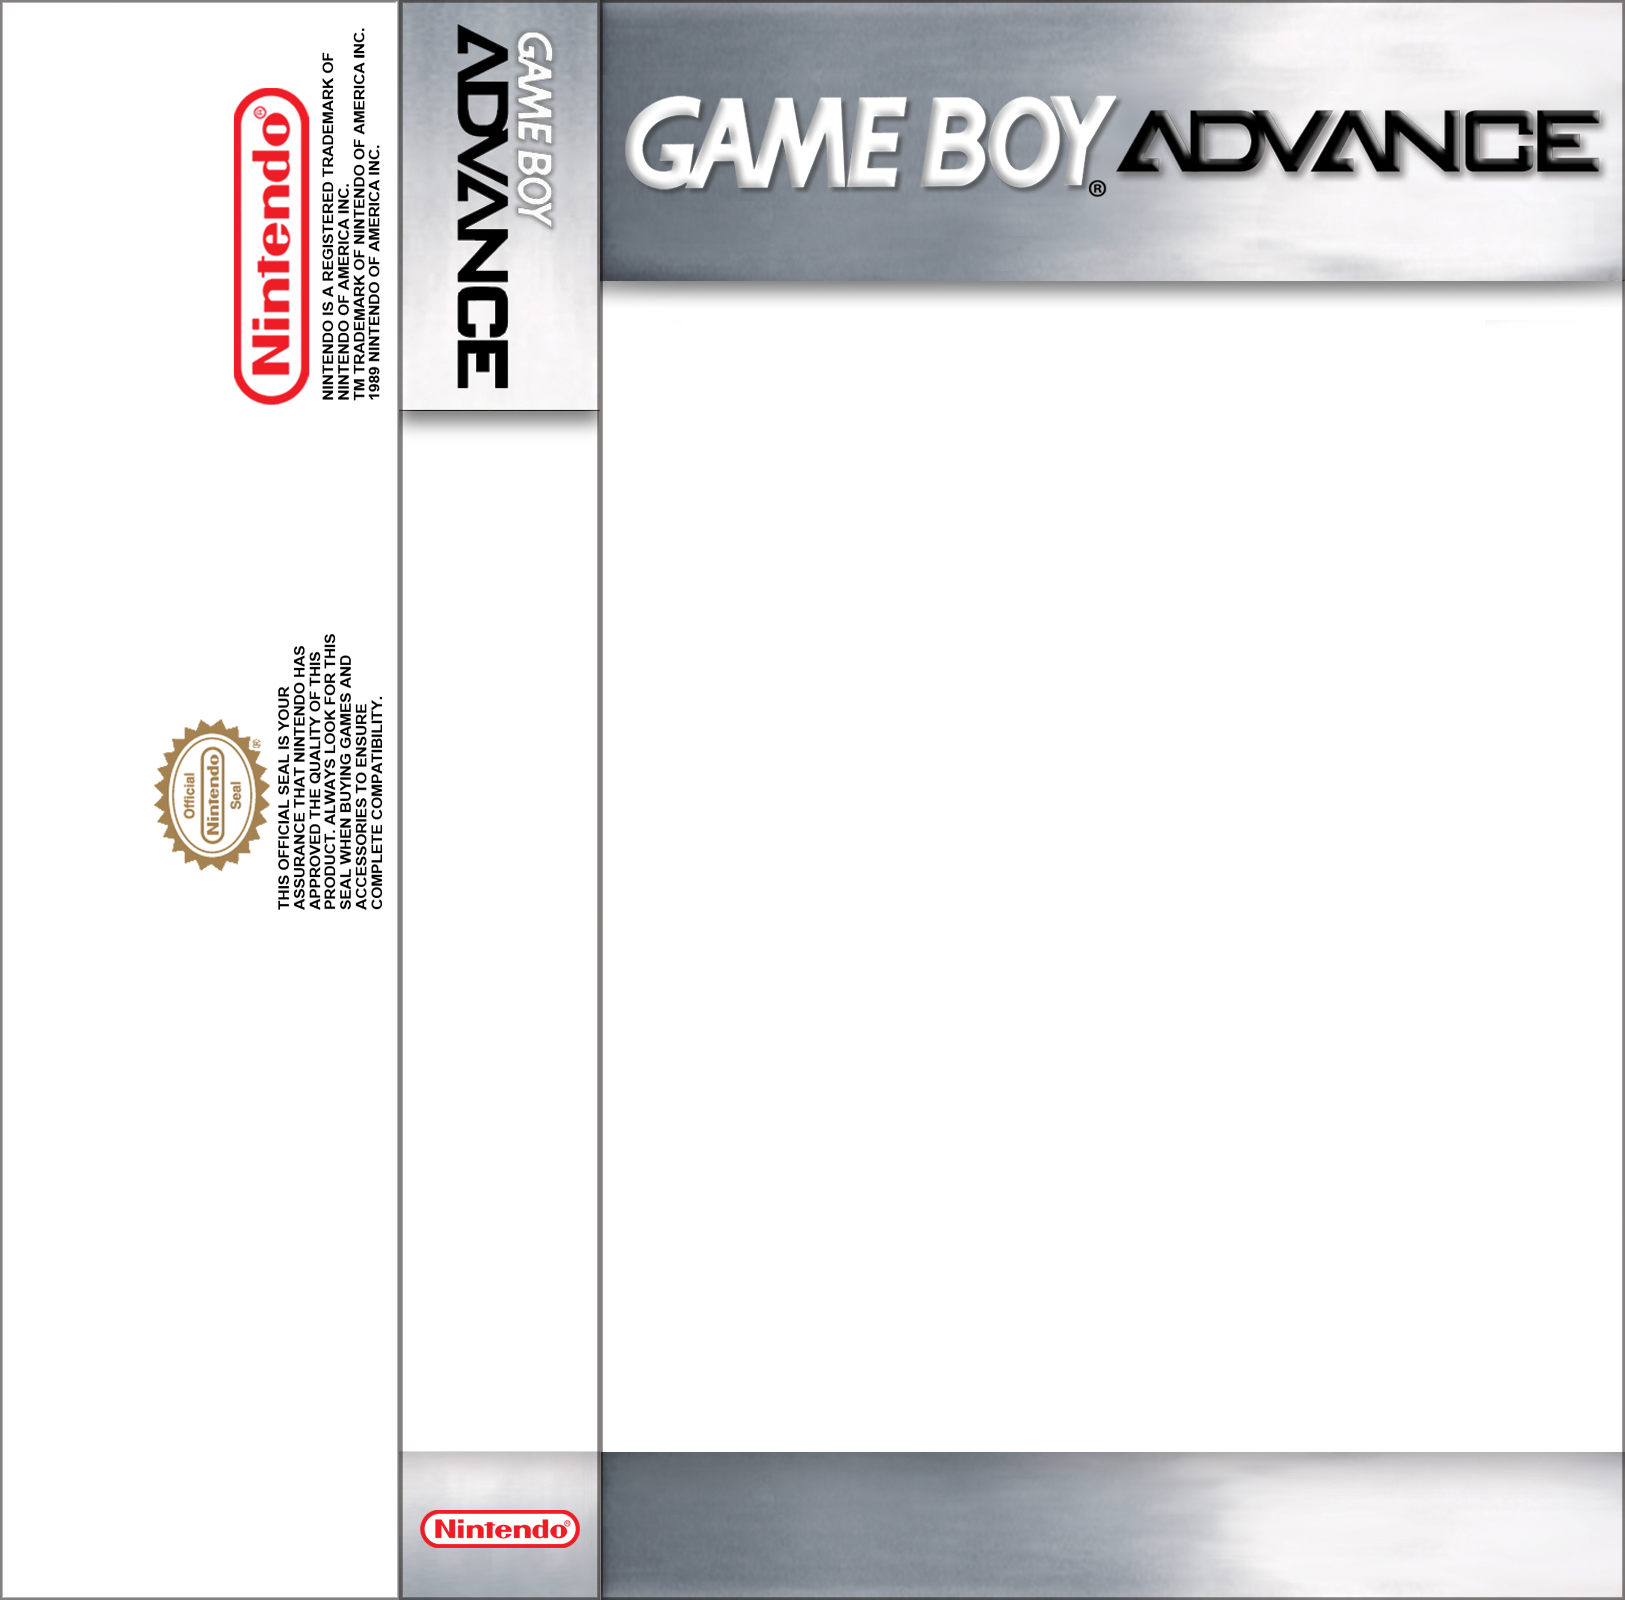 Nintendo®
NINTENDO IS A REGISTERED TRADEMARK OF
NINTENDO OF AMERICA INC.
TM TRADEMARK OF NINTENDO OF AMERICA INC.
1989 NINTENDO OF AMERICA INC.
Official
Nintendo
Seal
®
THIS OFFICIAL SEAL IS YOUR
ASSURANCE THAT NINTENDO HAS
APPROVED THE QUALITY OF THIS
PRODUCT. ALWAYS LOOK FOR THIS
SEAL WHEN BUYING GAMES AND
ACCESSORIES TO ENSURE
COMPLETE COMPATIBILITY.
GAME BOY
ADVANCE
Nintendo®
GAME BOY® ADVANCE